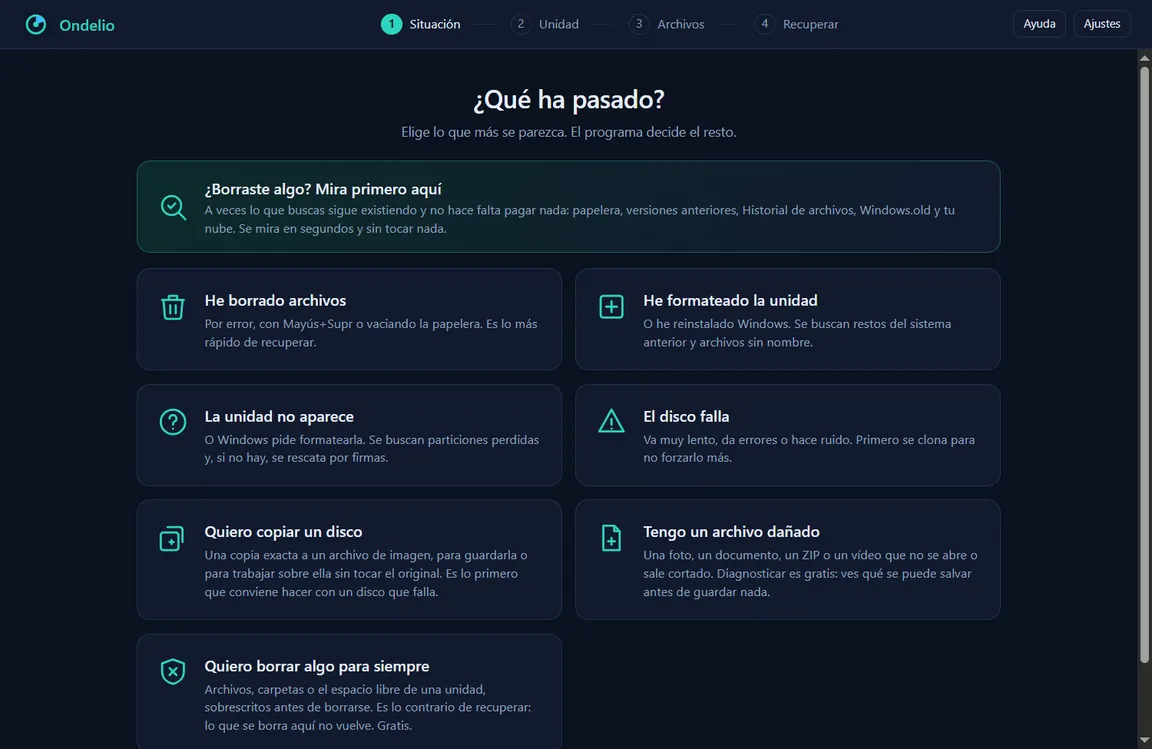 Ondelio
1 Situación
2 Unidad
3 Archivos
4 Recuperar
Ayuda
Ajustes
¿Qué ha pasado?
Elige lo que más se parezca. El programa decide el resto.
¿Borraste algo? Mira primero aquí
A veces lo que buscas sigue existiendo y no hace falta pagar nada: papelera, versiones anteriores, Historial de archivos, Windows.old y tu
nube. Se mira en segundos y sin tocar nada.
He borrado archivos
Por error, con Mayús+Supr o vaciando la papelera. Es lo más
rápido de recuperar.
He formateado la unidad
O he reinstalado Windows. Se buscan restos del sistema
anterior y archivos sin nombre.
La unidad no aparece
O Windows pide formatearla. Se buscan particiones perdidas
y, si no hay, se rescata por firmas.
El disco falla
Va muy lento, da errores o hace ruido. Primero se clona para
no forzarlo más.
Quiero copiar un disco
Una copia exacta a un archivo de imagen, para guardarla o
para trabajar sobre ella sin tocar el original. Es lo primero
que conviene hacer con un disco que falla.
Tengo un archivo dañado
Una foto, un documento, un ZIP o un vídeo que no se abre o
sale cortado. Diagnosticar es gratis: ves qué se puede salvar
antes de guardar nada.
Quiero borrar algo para siempre
Archivos, carpetas o el espacio libre de una unidad,
sobrescritos antes de borrarse. Es lo contrario de recuperar:
lo que se borra aquí no vuelve. Gratis.